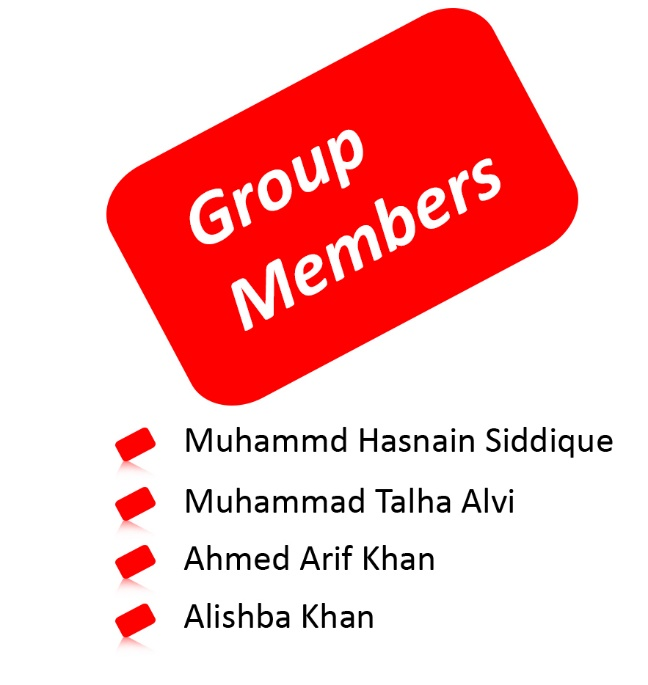 Group
Members
Muhammd Hasnain Siddique
Muhammad Talha Alvi
Ahmed Arif Khan
Alishba Khan